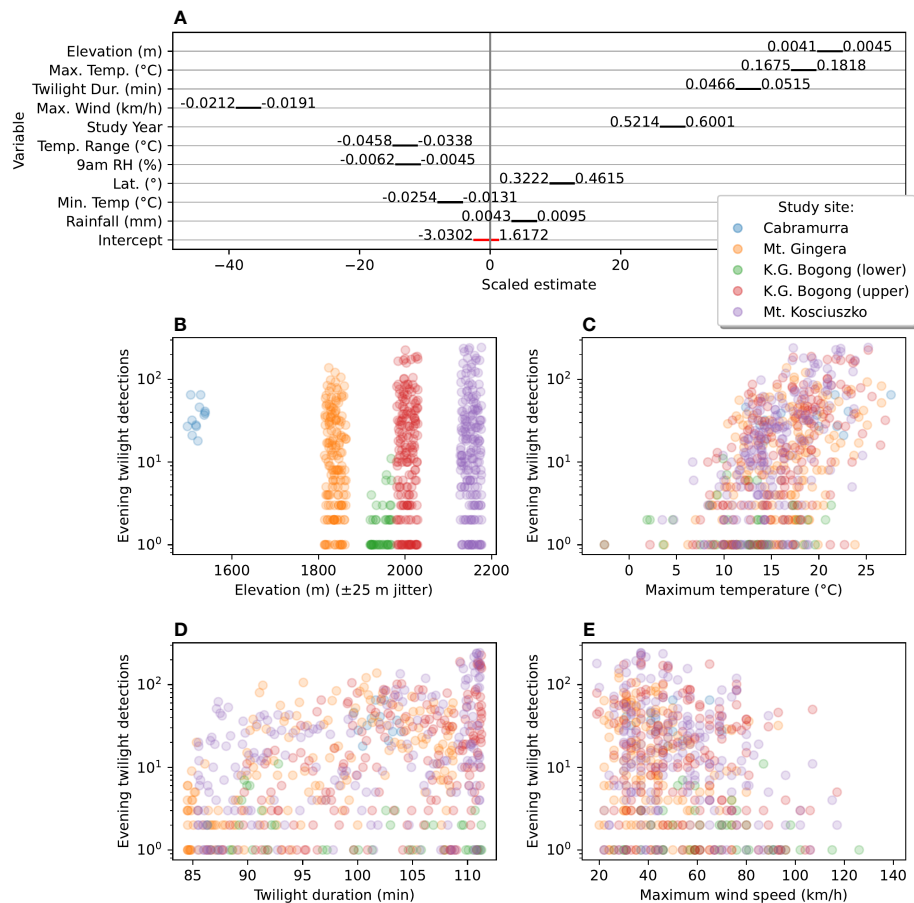 A
Variable
Elevation (m) 0.0041 0.0045
Max. Temp. (°C) 0.1675 0.1818
Twilight Dur. (min) 0.0466 0.0515
Max. Wind (km/h) -0.0212 -0.0191
Study Year 0.5214 0.6001
Temp. Range (°C) -0.0458 -0.0338
9am RH (%) -0.0062 -0.0045
Lat. (°) 0.3222 0.4615
Min. Temp (°C) -0.0254 -0.0131
Rainfall (mm) 0.0043 0.0095
Intercept -3.0302 1.6172
−40 −20 0 20
Scaled estimate
Study site:
Cabramurra
Mt. Gingera
K.G. Bogong (lower)
K.G. Bogong (upper)
Mt. Kosciuszko
B
Evening twilight detections
10²
10¹
10⁰
1600 1800 2000 2200
Elevation (m) (±25 m jitter)
C
Evening twilight detections
10²
10¹
10⁰
0 5 10 15 20 25
Maximum temperature (°C)
D
Evening twilight detections
10²
10¹
10⁰
85 90 95 100 105 110
Twilight duration (min)
E
Evening twilight detections
10²
10¹
10⁰
20 40 60 80 100 120 140
Maximum wind speed (km/h)